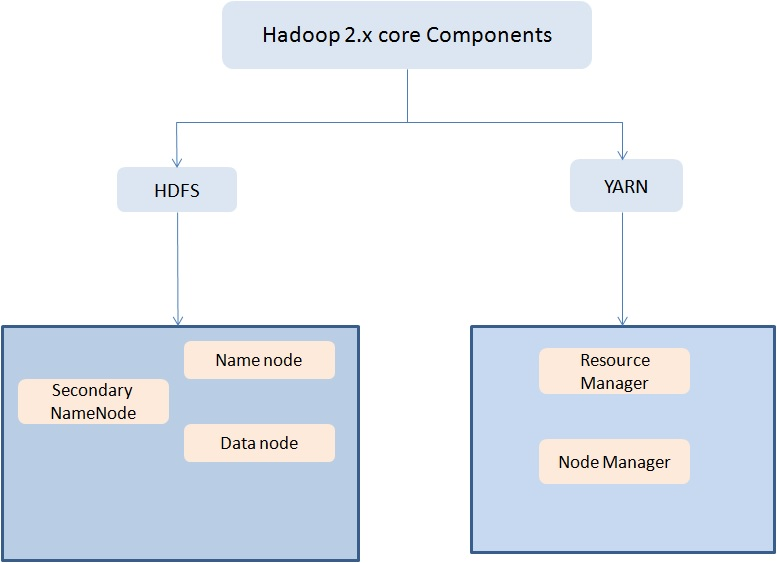 Hadoop 2.x core Components
HDFS
YARN
Name node
Secondary
NameNode
Data node
Resource
Manager
Node Manager